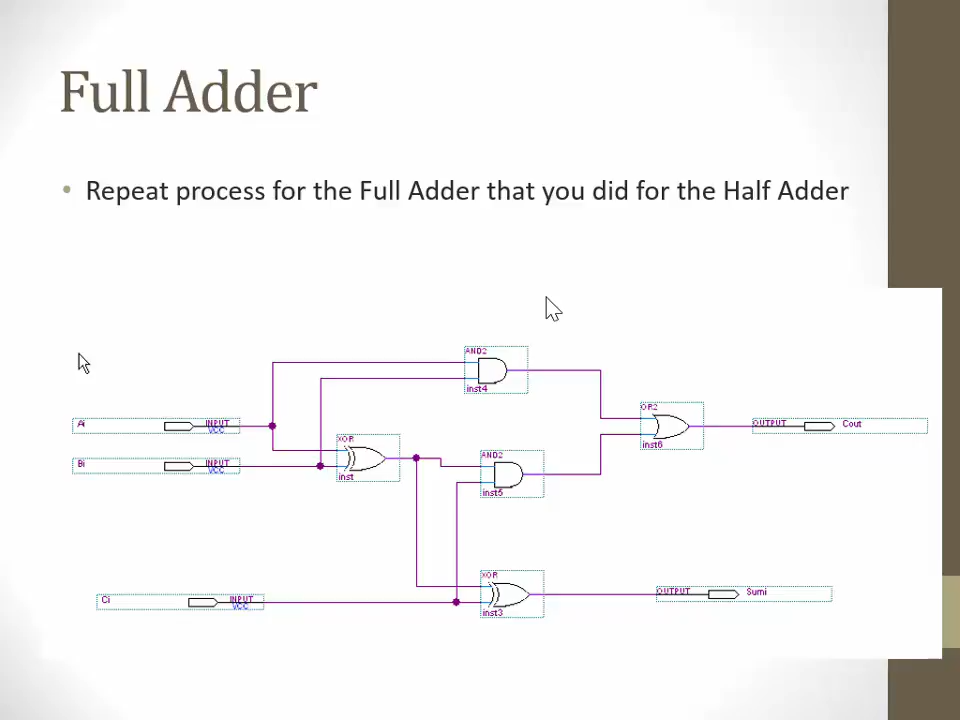 Full Adder
• Repeat process for the Full Adder that you did for the Half Adder
AND2
inst4
OR2
inst6
Ai INPUT VCC
OUTPUT Cout
XOR
inst
Bi INPUT VCC
AND2
inst5
XOR
inst3
Ci INPUT VCC
OUTPUT Sumi